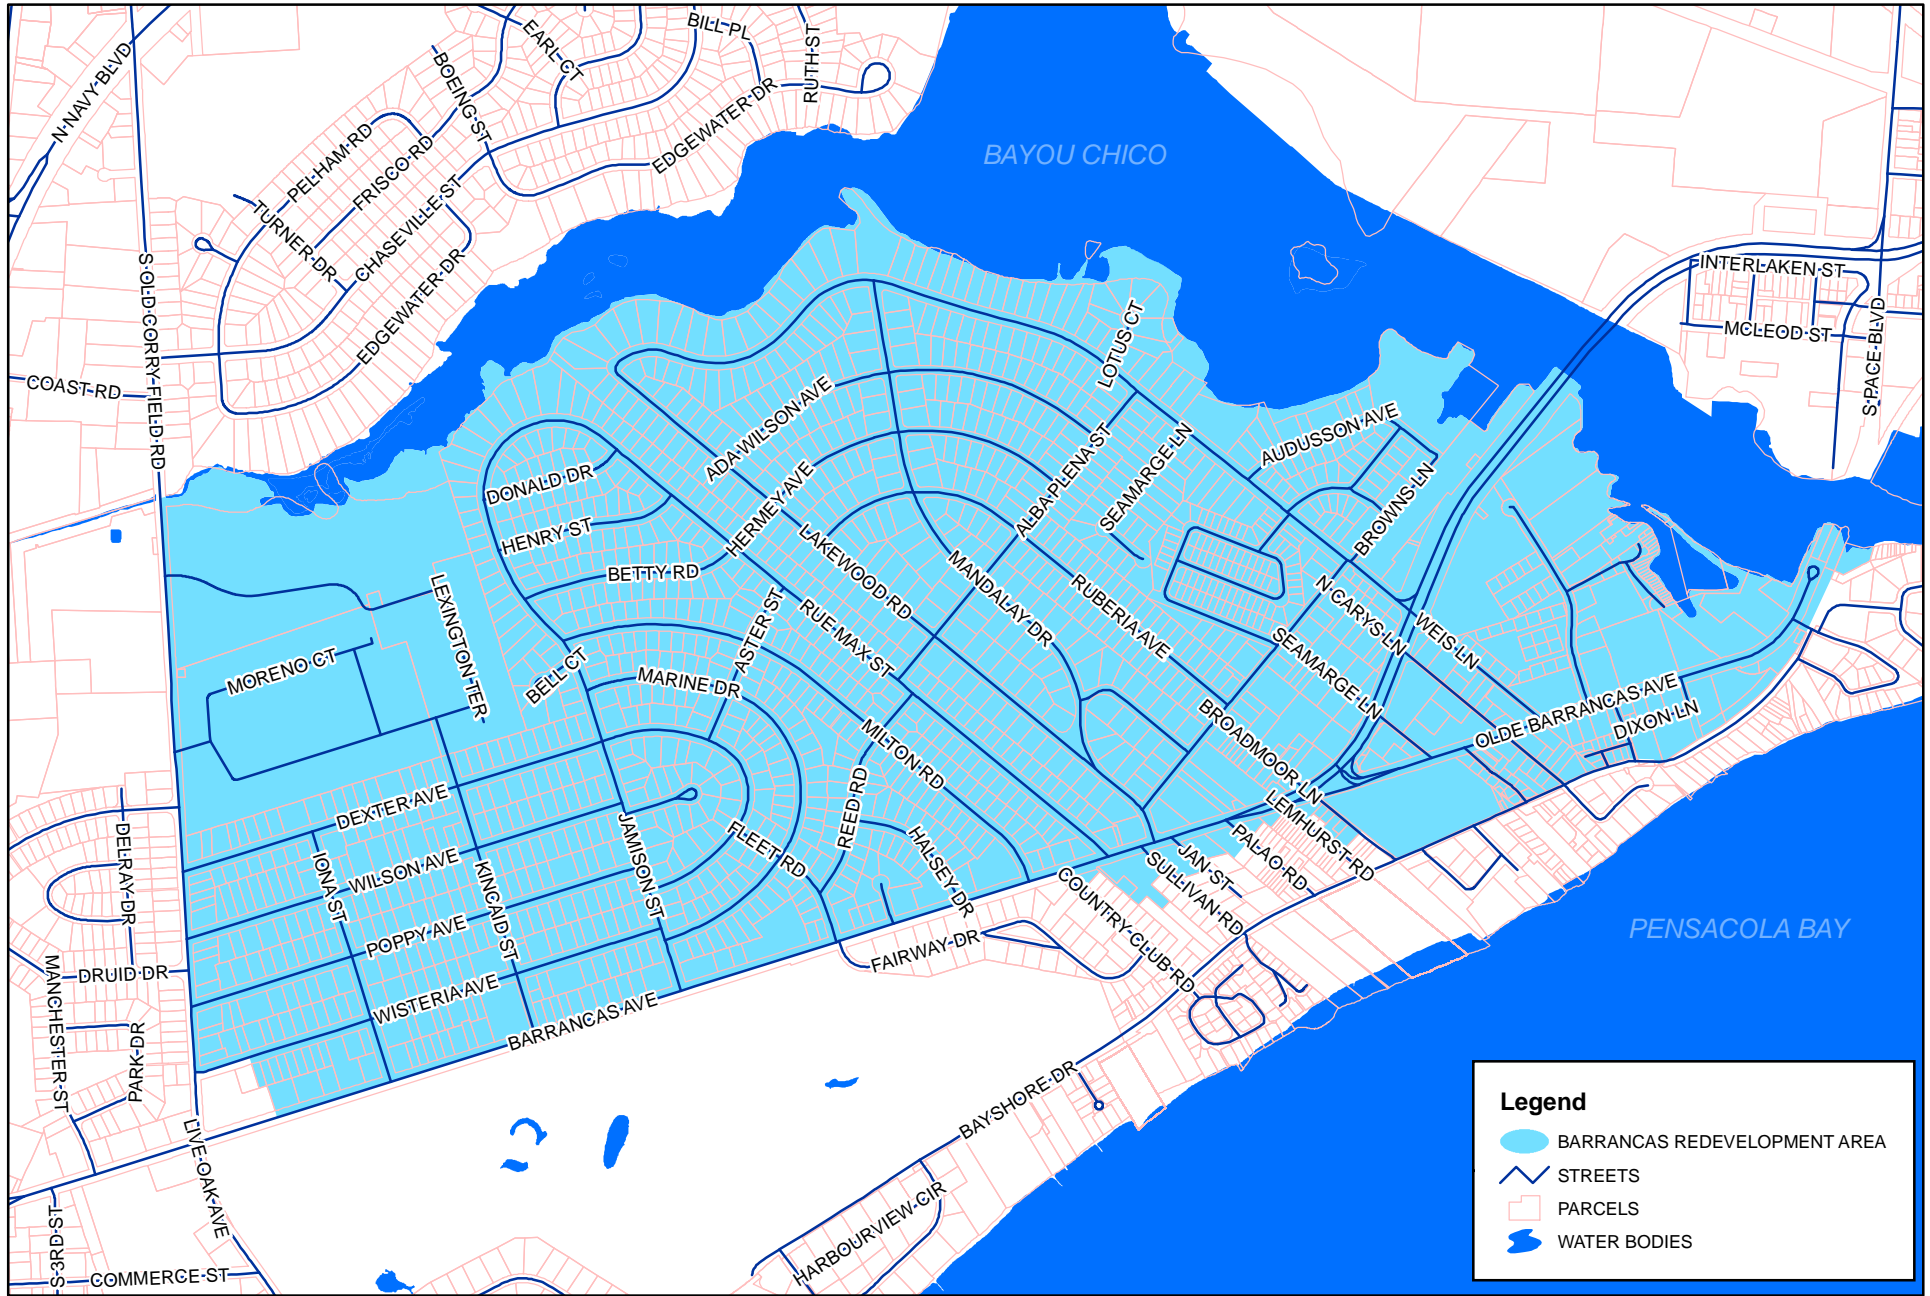 N NAVY BLVD
EARL CT
BILL PL
RUTH ST
BOEING ST
EDGEWATER DR
PELHAM RD
FRISCO RD
CHASEVILLE ST
TURNER DR
EDGEWATER DR
S OLD CORRY FIELD RD
COAST RD
BAYOU CHICO
INTERLAKEN ST
MCLEOD ST
S PACE BLVD
LOTUS CT
ADA WILSON AVE
AUDUSSON AVE
ALBA PLENA ST
SEAMARGE LN
BROWNS LN
DONALD DR
HENRY ST
HERMEY AVE
BETTY RD
LAKEWOOD RD
MANDALAY DR
RUBERIA AVE
RUE MAX ST
ASTER ST
N CARYS LN
WEIS LN
SEAMARGE LN
LEXINGTON TER
MORENO CT
BELL CT
MARINE DR
MILTON RD
BROADMOOR LN
OLDE BARRANCAS AVE
DIXON LN
DEXTER AVE
WILSON AVE
POPPY AVE
WISTERIA AVE
IONA ST
KINCAID ST
JAMISON ST
FLEET RD
REED RD
HALSEY DR
LEMHURST RD
PALAO RD
JAN ST
SULLIVAN RD
COUNTRY CLUB RD
FAIRWAY DR
BARRANCAS AVE
DELRAY DR
DRUID DR
MANCHESTER ST
PARK DR
LIVE OAK AVE
S 3RD ST
COMMERCE ST
BAYSHORE DR
HARBOURVIEW CIR
PENSACOLA BAY
Legend
BARRANCAS REDEVELOPMENT AREA
STREETS
PARCELS
WATER BODIES